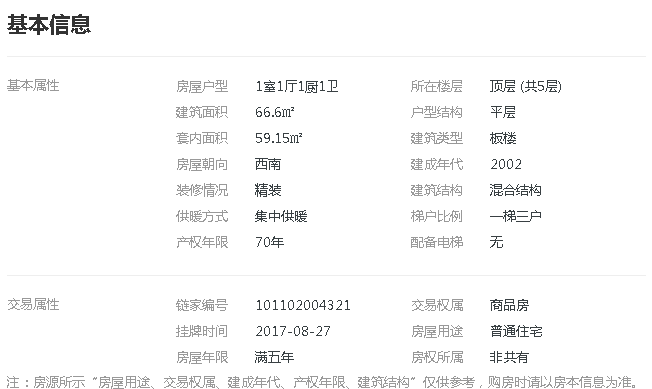 基本信息
基本属性 房屋户型 1室1厅1厨1卫 所在楼层 顶层 (共5层)
建筑面积 66.6㎡ 户型结构 平层
套内面积 59.15㎡ 建筑类型 板楼
房屋朝向 西南 建成年代 2002
装修情况 精装 建筑结构 混合结构
供暖方式 集中供暖 梯户比例 一梯三户
产权年限 70年 配备电梯 无
交易属性 链家编号 101102004321 交易权属 商品房
挂牌时间 2017-08-27 房屋用途 普通住宅
房屋年限 满五年 房权所属 非共有
注：房源所示“房屋用途、交易权属、建成年代、产权年限、建筑结构”仅供参考，购房时请以房本信息为准。